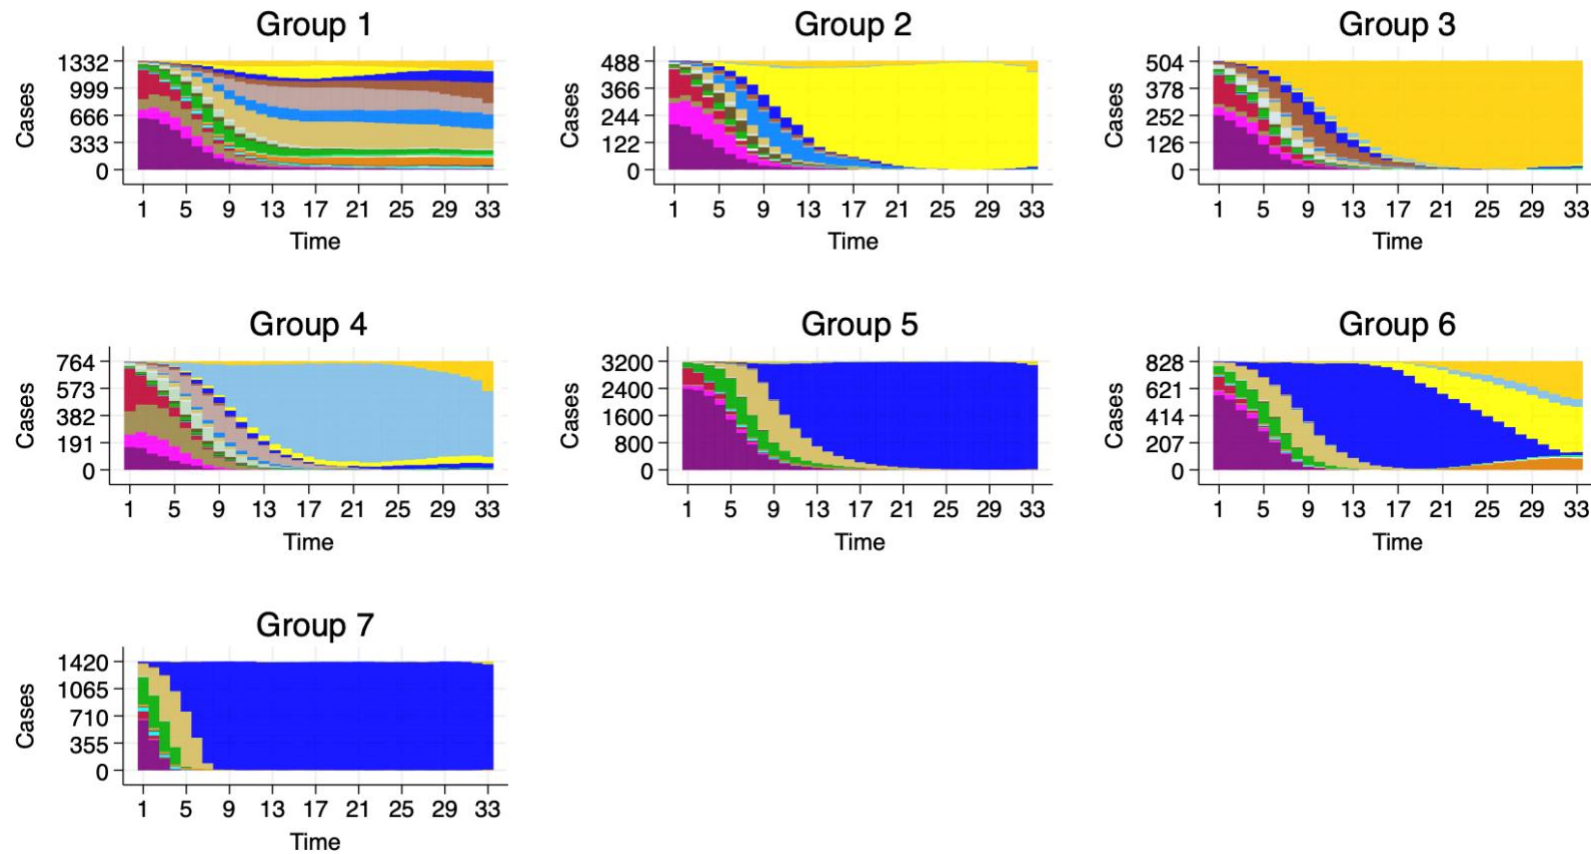 Group 1
Cases
1332
999
666
333
0
1 5 9 13 17 21 25 29 33
Time
Group 2
Cases
488
366
244
122
0
1 5 9 13 17 21 25 29 33
Time
Group 3
Cases
504
378
252
126
0
1 5 9 13 17 21 25 29 33
Time
Group 4
Cases
764
573
382
191
0
1 5 9 13 17 21 25 29 33
Time
Group 5
Cases
3200
2400
1600
800
0
1 5 9 13 17 21 25 29 33
Time
Group 6
Cases
828
621
414
207
0
1 5 9 13 17 21 25 29 33
Time
Group 7
Cases
1420
1065
710
355
0
1 5 9 13 17 21 25 29 33
Time